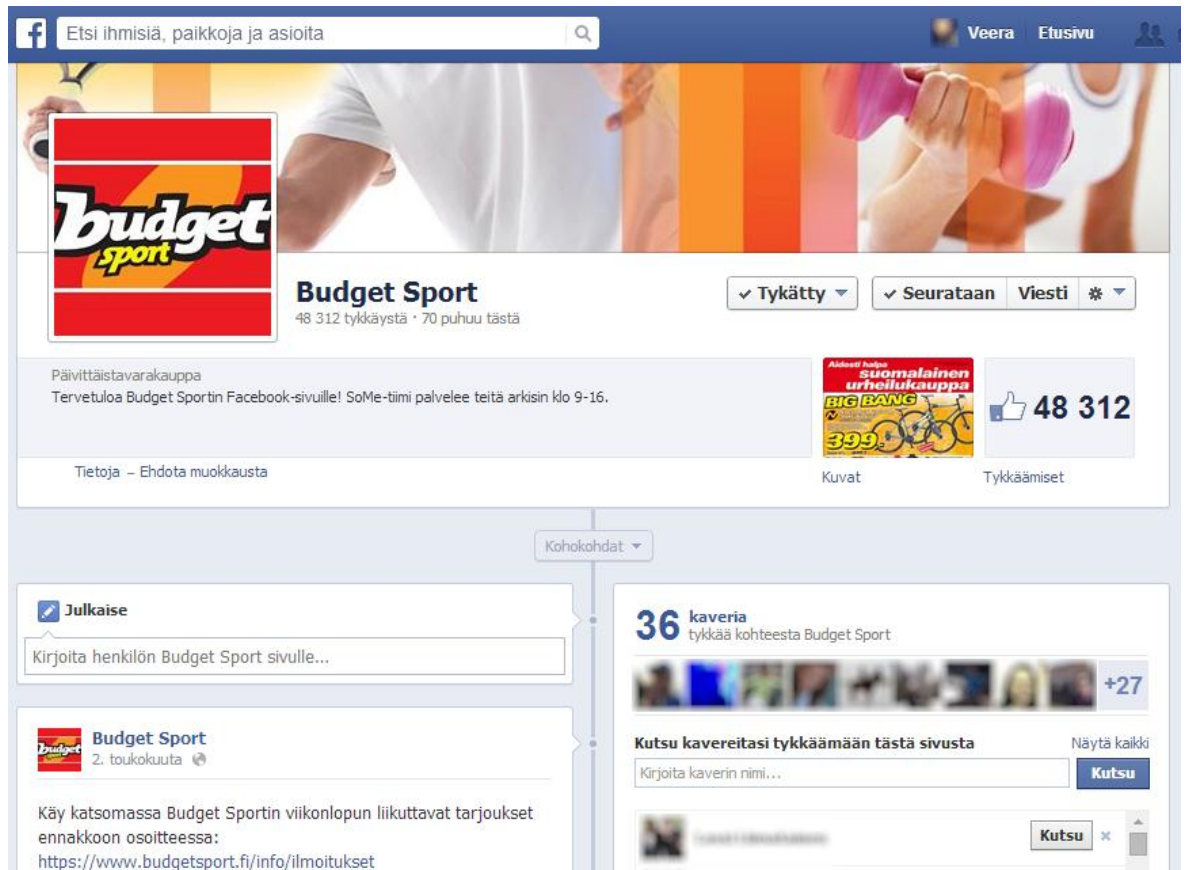 Etsi ihmisiä, paikkoja ja asioita
Veera Etusivu
budget
sport
Budget Sport
48 312 tykkäystä · 70 puhuu tästä
Tykätty
Seurataan Viesti
Päivittäistavarakauppa
Tervetuloa Budget Sportin Facebook-sivuille! SoMe-tiimi palvelee teitä arkisin klo 9-16.
Tietoja – Ehdota muokkausta
Aidosti halpa
suomalainen
urheilukauppa
BIG BANG
399
Kuvat
48 312
Tykkäämiset
Kohokohdat
Julkaise
Kirjoita henkilön Budget Sport sivulle...
Budget Sport
2. toukokuuta
Käy katsomassa Budget Sportin viikonlopun liikuttavat tarjoukset
ennakkoon osoitteessa:
https://www.budgetsport.fi/info/ilmoitukset
36 kaveria
tykkää kohteesta Budget Sport
+27
Kutsu kavereitasi tykkäämään tästä sivusta Näytä kaikki
Kirjoita kaverin nimi... Kutsu
Kutsu